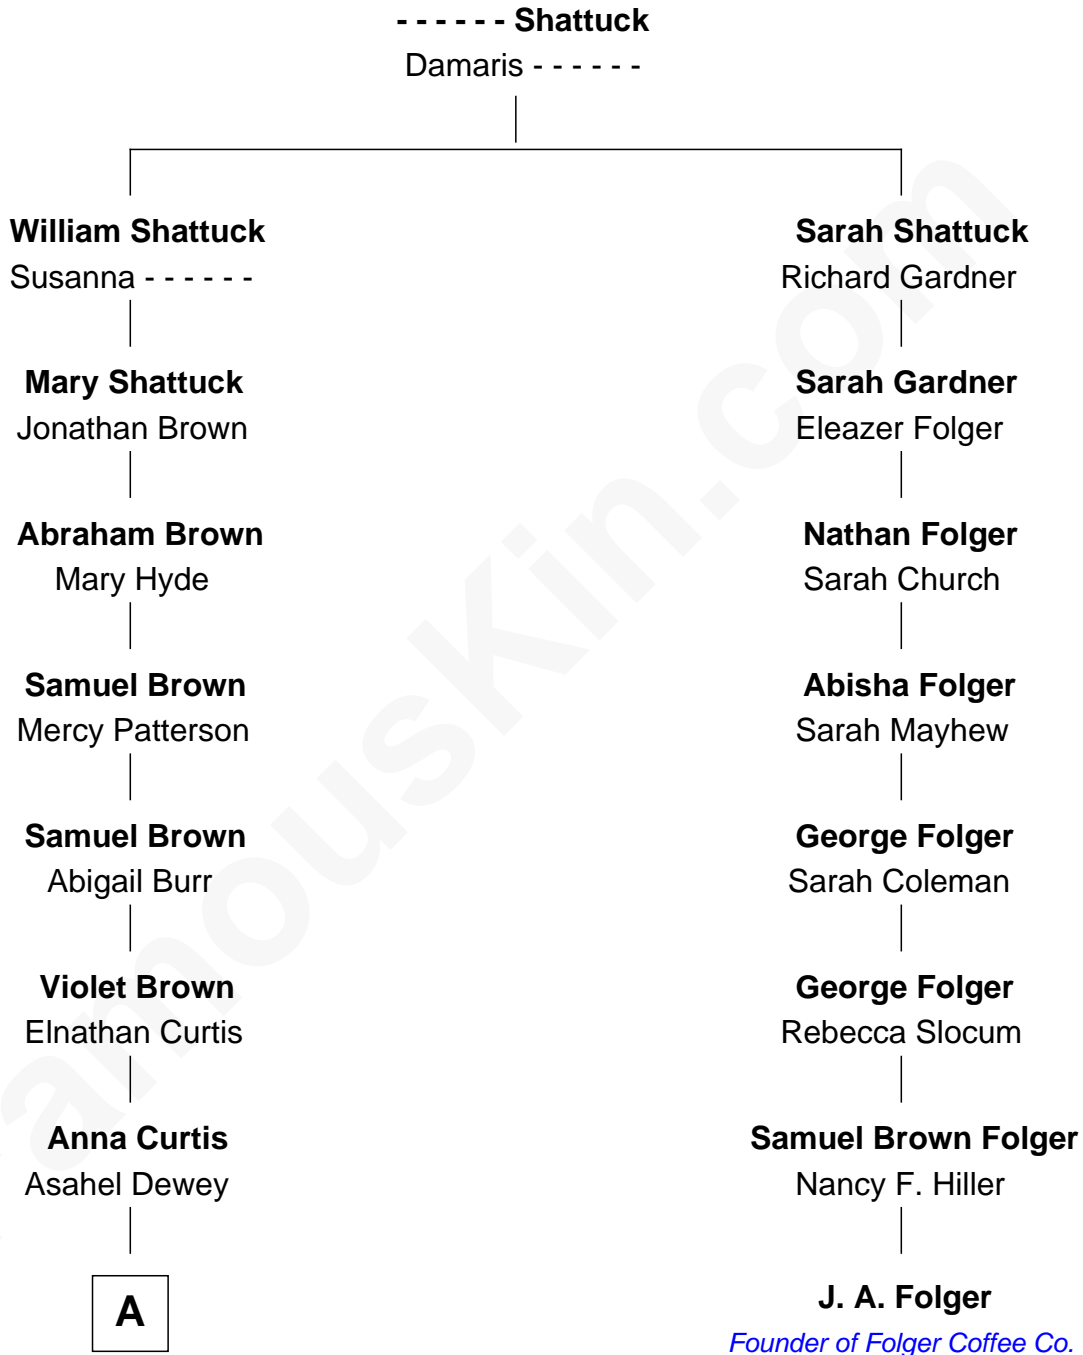 - - - - - - Shattuck
Damaris - - - - - -
William Shattuck
Susanna - - - - - -
Sarah Shattuck
Richard Gardner
Mary Shattuck
Jonathan Brown
Sarah Gardner
Eleazer Folger
Abraham Brown
Mary Hyde
Nathan Folger
Sarah Church
Samuel Brown
Mercy Patterson
Abisha Folger
Sarah Mayhew
Samuel Brown
Abigail Burr
George Folger
Sarah Coleman
Violet Brown
Elnathan Curtis
George Folger
Rebecca Slocum
Anna Curtis
Asahel Dewey
Samuel Brown Folger
Nancy F. Hiller
A
J. A. Folger
Founder of Folger Coffee Co.
amouskin.com